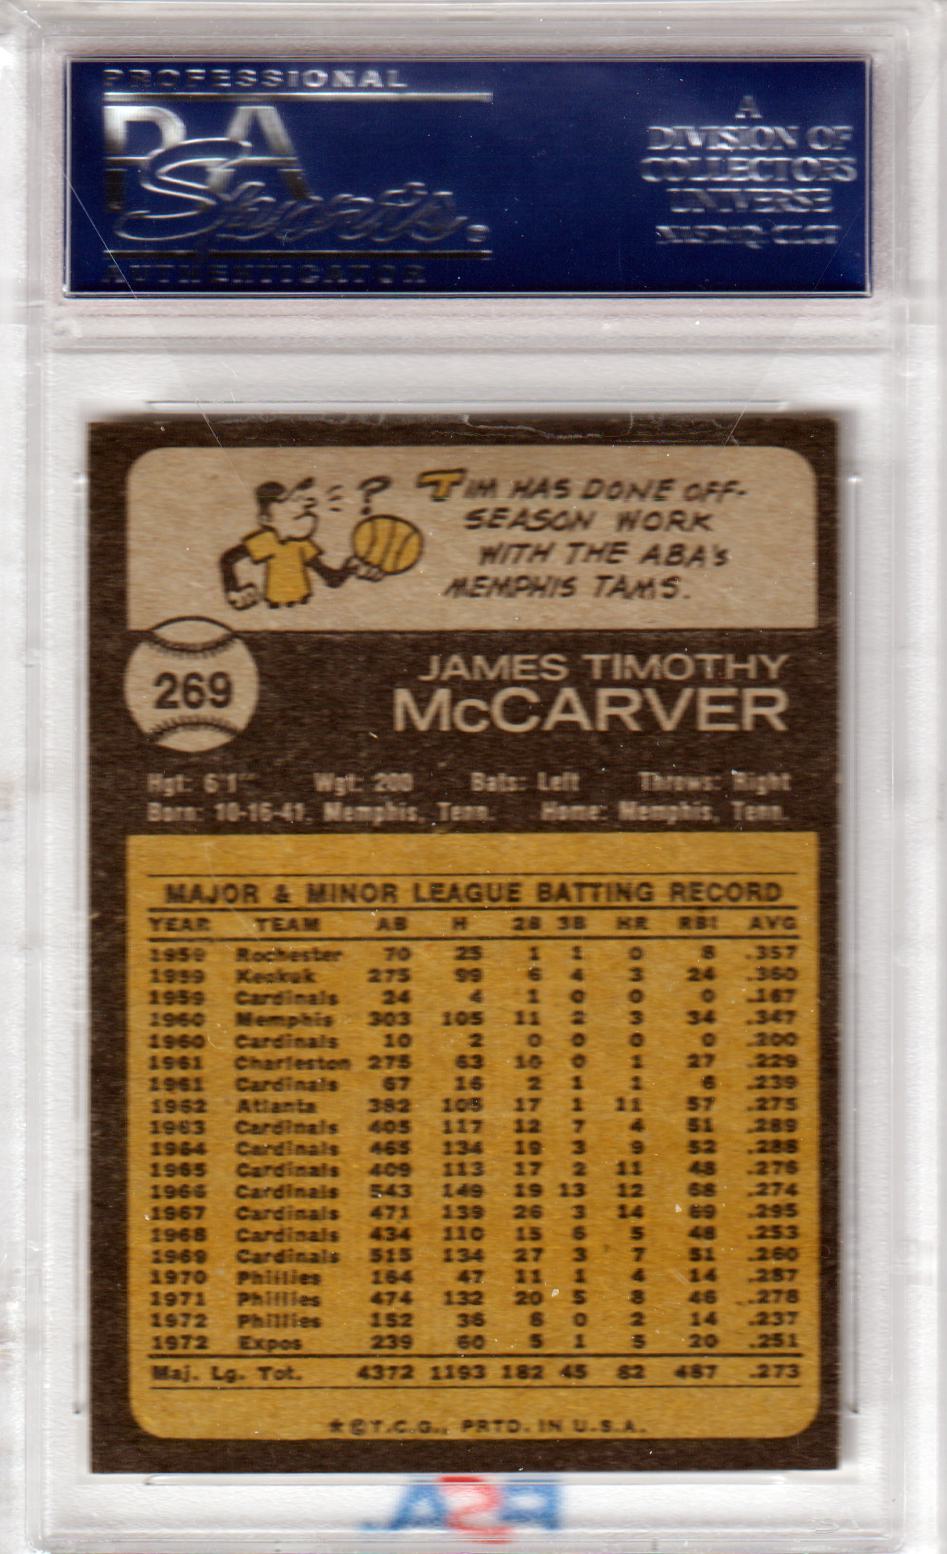 PROFESSIONAL
PSA
Sports
AUTHENTICATOR
A
DIVISION OF
COLLECTORS
UNIVERSE
NASDAQ: CLCT
?
TIM HAS DONE OFF-
SEASON WORK
WITH THE ABA's
MEMPHIS TAMS.
269
JAMES TIMOTHY
McCARVER
Hgt: 6'1" Wgt: 200 Bats: Left Throws: Right
Born: 10-16-41, Memphis, Tenn. Home: Memphis, Tenn.
MAJOR & MINOR LEAGUE BATTING RECORD
YEAR TEAM AB H 2B 3B HR RBI AVG
1959 Rochester 70 25 1 1 0 8 .357
1959 Keokuk 275 99 6 4 3 24 .360
1959 Cardinals 24 4 1 0 0 0 .167
1960 Memphis 303 105 11 2 3 34 .347
1960 Cardinals 10 2 0 0 0 0 .200
1961 Charleston 275 63 10 0 1 27 .229
1961 Cardinals 67 16 2 1 1 6 .239
1962 Atlanta 382 105 17 1 11 57 .275
1963 Cardinals 405 117 12 7 4 51 .289
1964 Cardinals 465 134 19 3 9 52 .288
1965 Cardinals 409 113 17 2 11 48 .276
1966 Cardinals 543 149 19 13 12 68 .274
1967 Cardinals 471 139 26 3 14 69 .295
1968 Cardinals 434 110 15 6 5 48 .253
1969 Cardinals 515 134 27 3 7 51 .260
1970 Phillies 164 47 11 1 4 14 .287
1971 Phillies 474 132 20 5 8 46 .278
1972 Phillies 152 36 6 0 2 14 .237
1972 Expos 239 60 5 1 5 20 .251
Maj. Lg. Tot. 4372 1193 182 45 82 487 .273
*©T.C.G., PRTD. IN U.S.A.
PSA